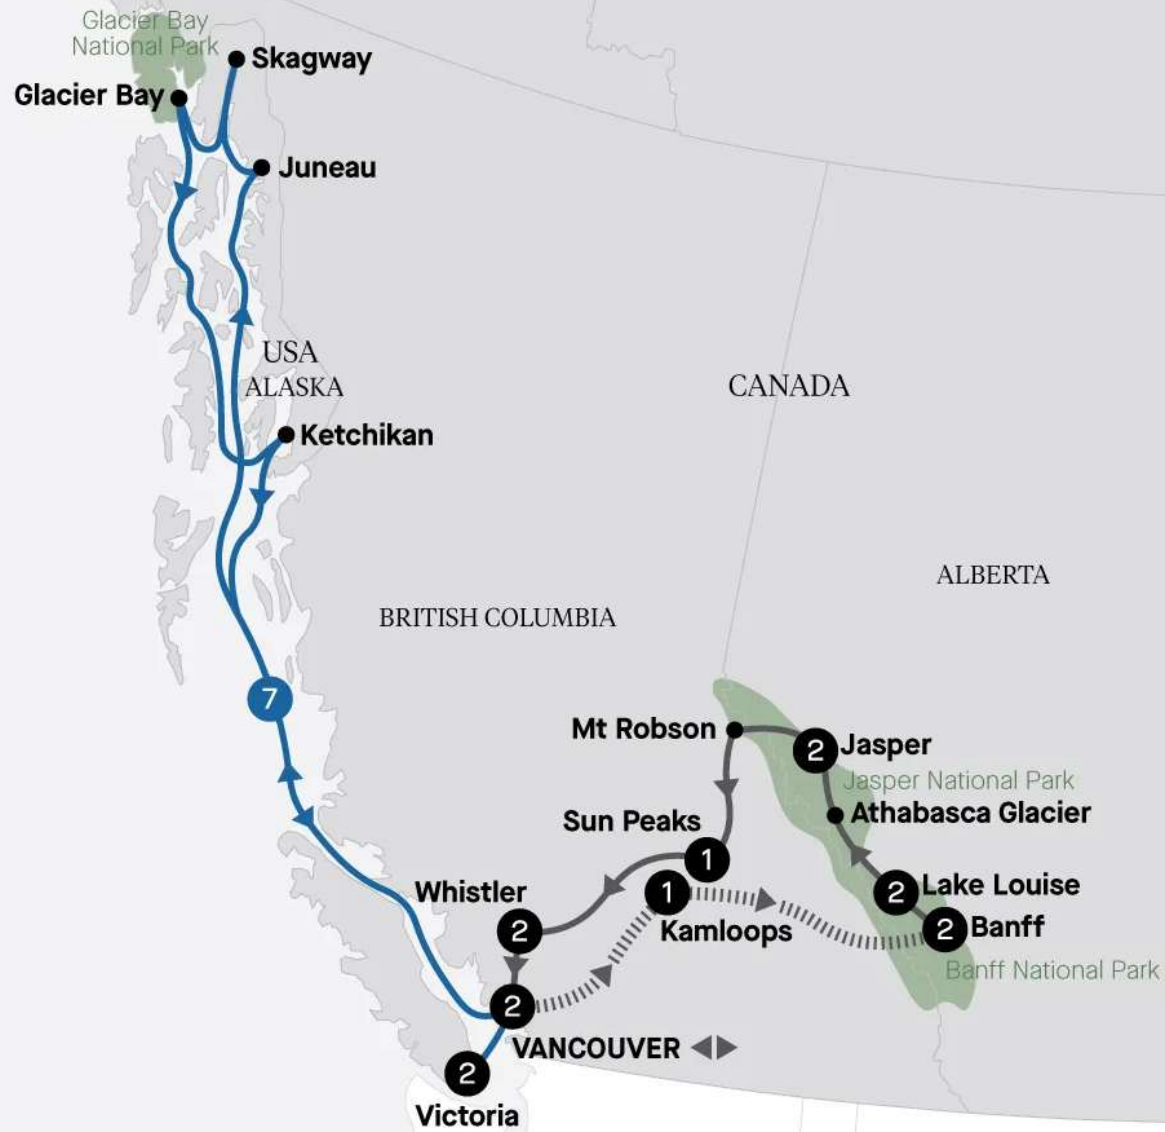 Glacier Bay
National Park
Skagway
Glacier Bay
Juneau
USA
ALASKA
CANADA
Ketchikan
ALBERTA
BRITISH COLUMBIA
7
Mt Robson
2
Jasper
Jasper National Park
Athabasca Glacier
Sun Peaks
1
1
Kamloops
2
Lake Louise
2
Banff
Banff National Park
Whistler
2
2
VANCOUVER
2
Victoria